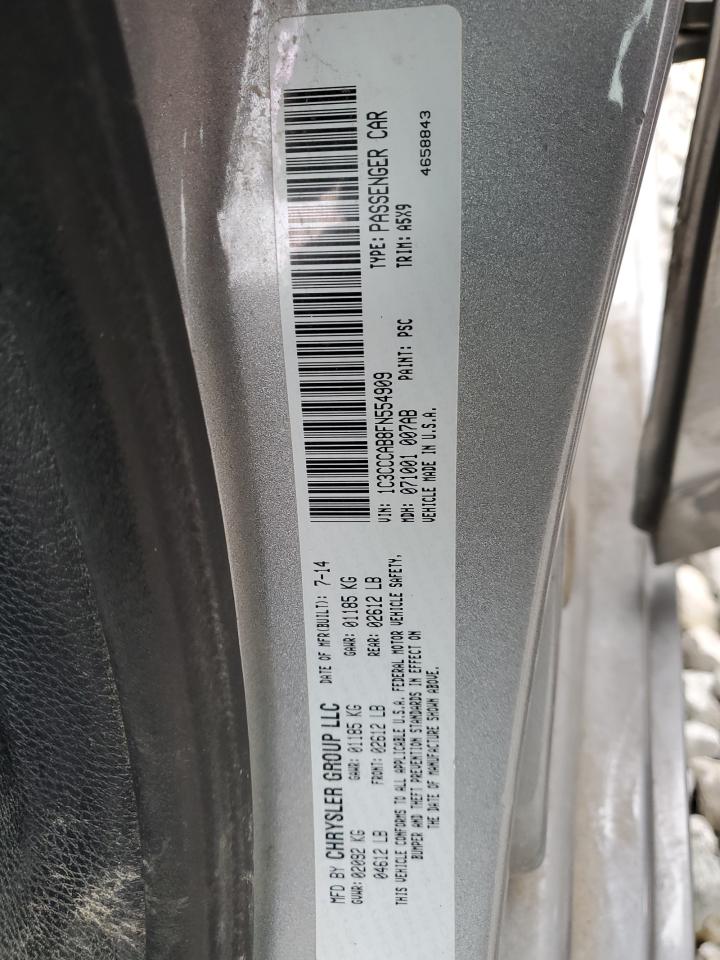 MFD BY CHRYSLER GROUP LLC DATE OF MFR(BUILT): 7-14
GVWR: 02092 KG GAWR: 01185 KG GAWR: 01185 KG
04612 LB FRONT: 02612 LB REAR: 02612 LB
THIS VEHICLE CONFORMS TO ALL APPLICABLE U.S.A. FEDERAL MOTOR VEHICLE SAFETY,
BUMPER AND THEFT PREVENTION STANDARDS IN EFFECT ON
THE DATE OF MANUFACTURE SHOWN ABOVE.
VIN: 1C3CCCAB8FN554909 TYPE: PASSENGER CAR
MDH: 071001 007AB PAINT: PSC TRIM: A5X9
VEHICLE MADE IN U.S.A. 4658843